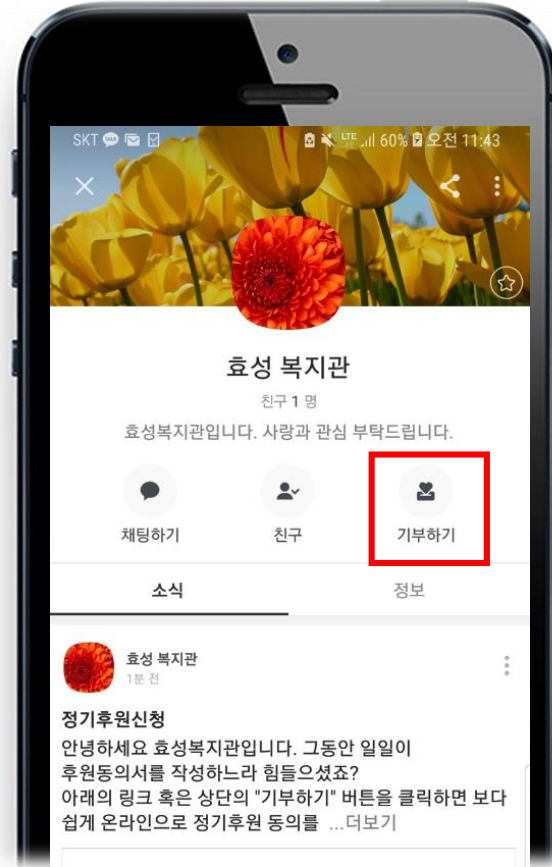 SKT LTE 60% 오전 11:43
효성 복지관
친구 1 명
효성복지관입니다. 사랑과 관심 부탁드립니다.
채팅하기 친구 기부하기
소식 정보
효성 복지관
1분 전
정기후원신청
안녕하세요 효성복지관입니다. 그동안 일일이
후원동의서를 작성하느라 힘들으셨죠?
아래의 링크 혹은 상단의 "기부하기" 버튼을 클릭하면 보다
쉽게 온라인으로 정기후원 동의를 ...더보기